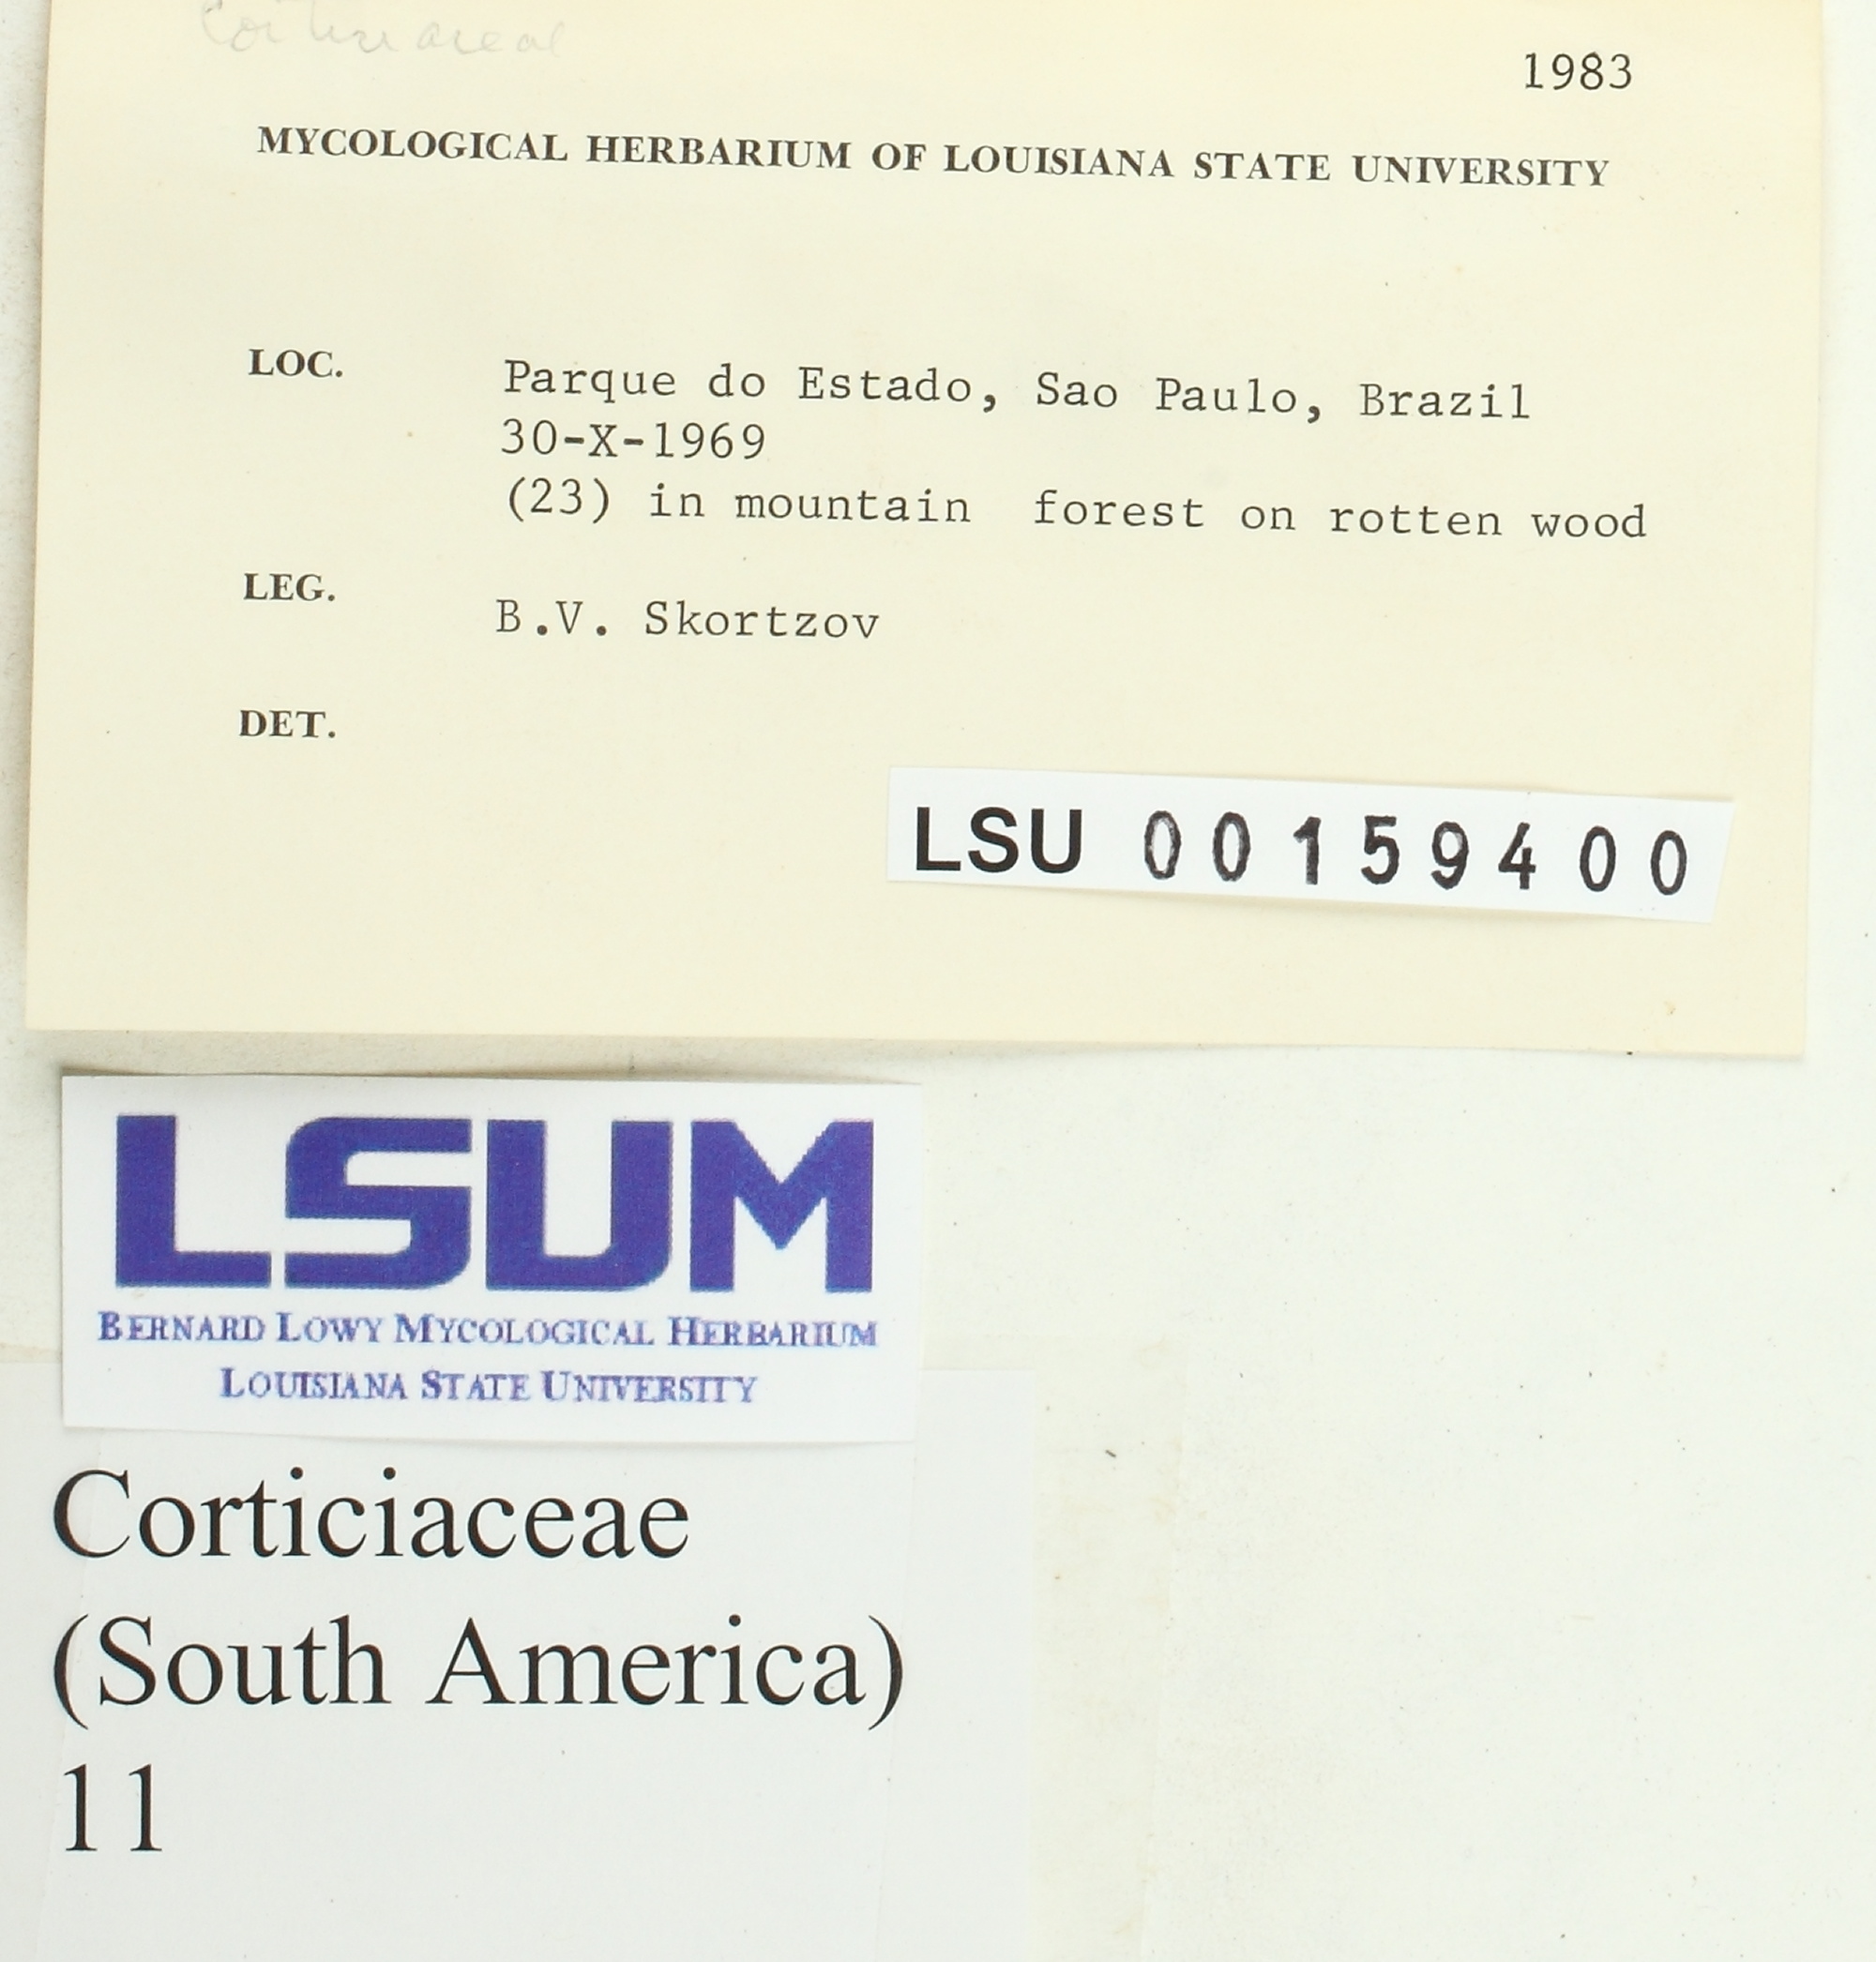 Corticiaceae
1983
MYCOLOGICAL HERBARIUM OF LOUISIANA STATE UNIVERSITY
LOC. Parque do Estado, Sao Paulo, Brazil
30-X-1969
(23) in mountain forest on rotten wood
LEG. B.V. Skortzov
DET.
LSU 00159400
LSUM
BERNARD LOWY MYCOLOGICAL HERBARIUM
LOUISIANA STATE UNIVERSITY
Corticiaceae
(South America)
11